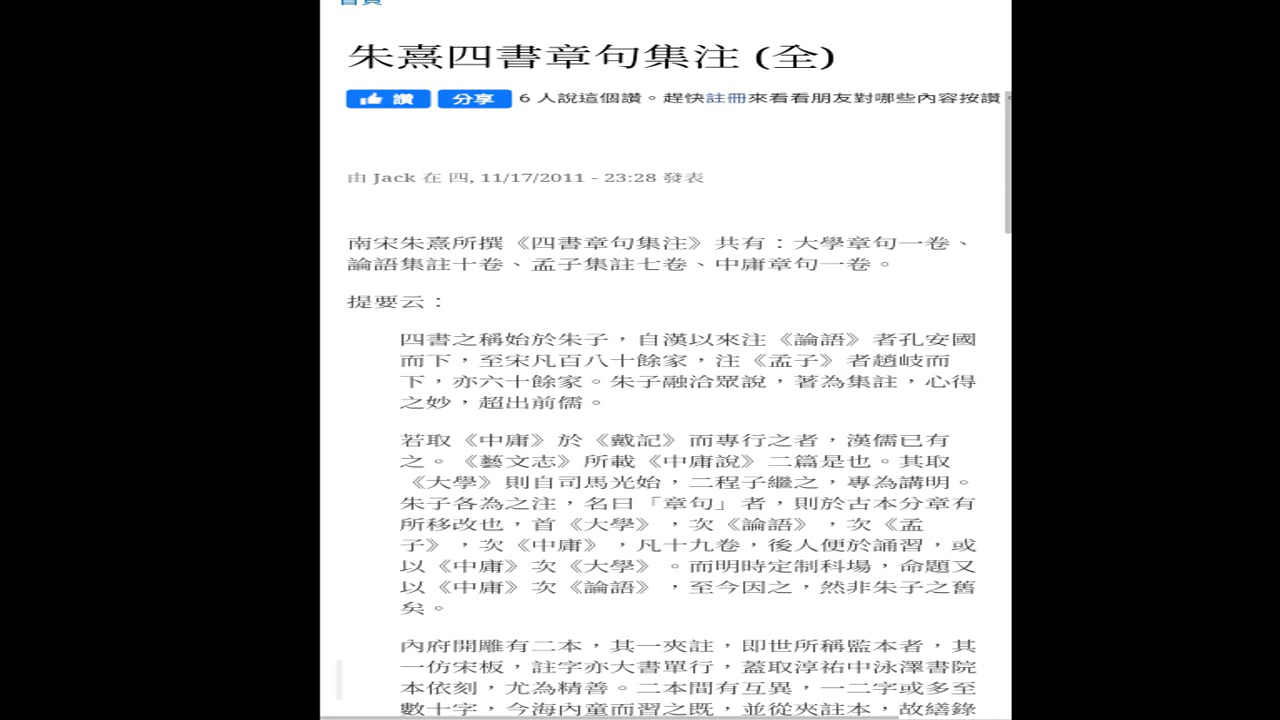 首頁
朱熹四書章句集注 (全)
讚 分享 6 人說這個讚。趕快註冊來看看朋友對哪些內容按讚。
由 Jack 在 四, 11/17/2011 - 23:28 發表
南宋朱熹所撰《四書章句集注》共有：大學章句一卷、
論語集註十卷、孟子集註七卷、中庸章句一卷。
提要云：
四書之稱始於朱子，自漢以來注《論語》者孔安國
而下，至宋凡百八十餘家，注《孟子》者趙岐而
下，亦六十餘家。朱子融洽眾說，著為集註，心得
之妙，超出前儒。
若取《中庸》於《戴記》而專行之者，漢儒已有
之。《藝文志》所載《中庸說》二篇是也。其取
《大學》則自司馬光始，二程子繼之，專為講明。
朱子各為之注，名曰「章句」者，則於古本分章有
所移改也，首《大學》，次《論語》，次《孟
子》，次《中庸》，凡十九卷，後人便於誦習，或
以《中庸》次《大學》。而明時定制科場，命題又
以《中庸》次《論語》，至今因之，然非朱子之舊
矣。
內府開雕有二本，其一夾註，即世所稱監本者，其
一仿宋板，註字亦大書單行，蓋取淳祐中泳澤書院
本依刻，尤為精善。二本間有互異，一二字或多至
數十字，今海內童而習之既，並從夾註本，故繕錄